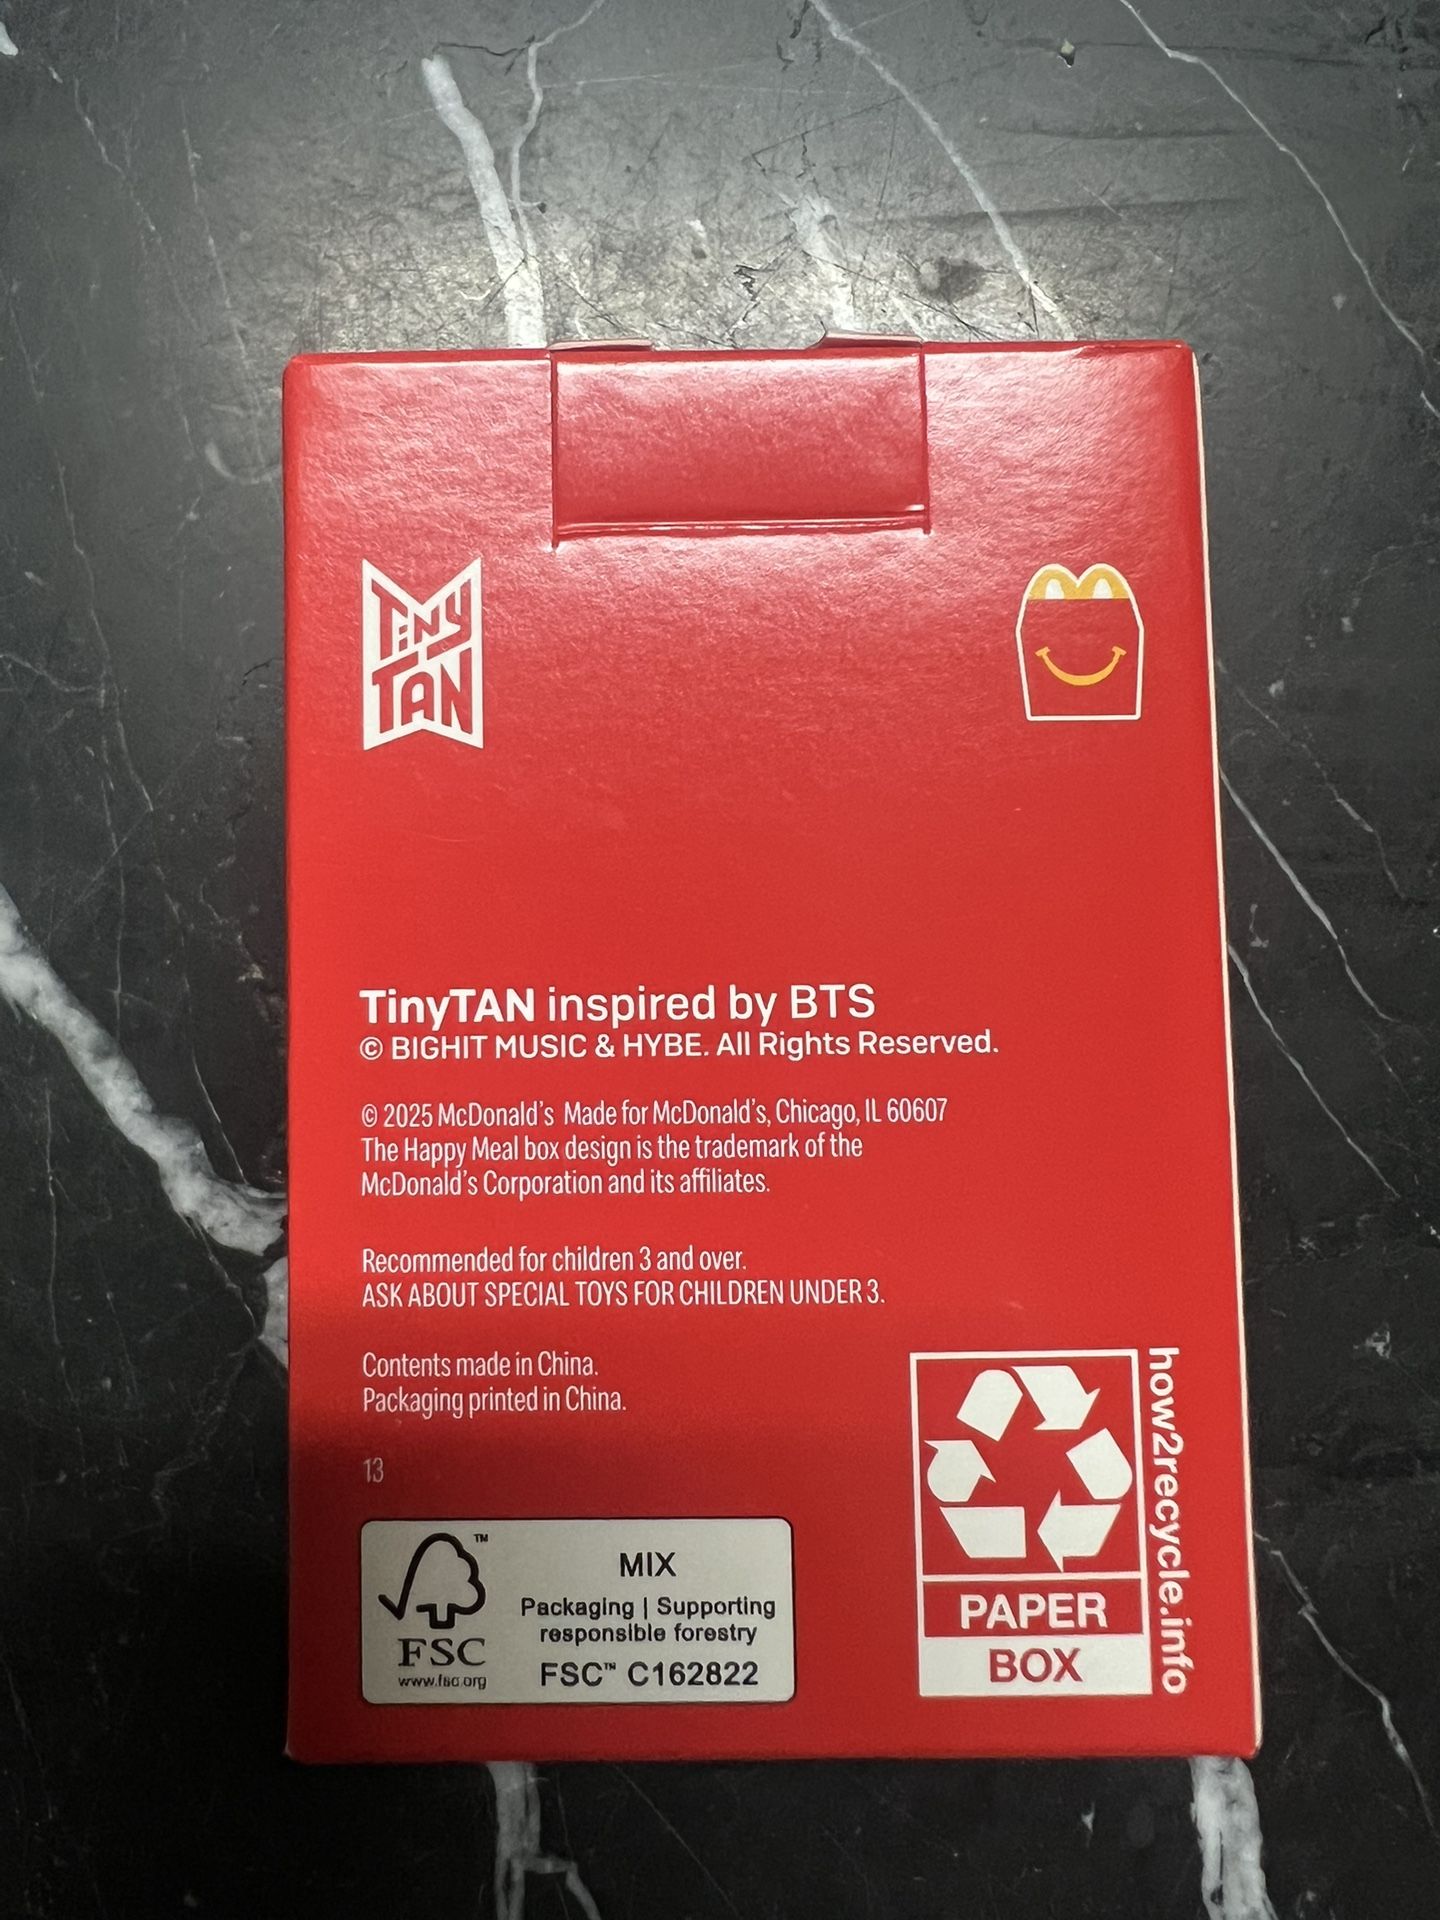 TiNY
TAN
TinyTAN inspired by BTS
© BIGHIT MUSIC & HYBE. All Rights Reserved.
© 2025 McDonald's Made for McDonald's, Chicago, IL 60607
The Happy Meal box design is the trademark of the
McDonald's Corporation and its affiliates.
Recommended for children 3 and over.
ASK ABOUT SPECIAL TOYS FOR CHILDREN UNDER 3.
Contents made in China.
Packaging printed in China.
13
™
FSC
www.fsc.org
MIX
Packaging | Supporting
responsible forestry
FSC™ C162822
PAPER
BOX
how2recycle.info